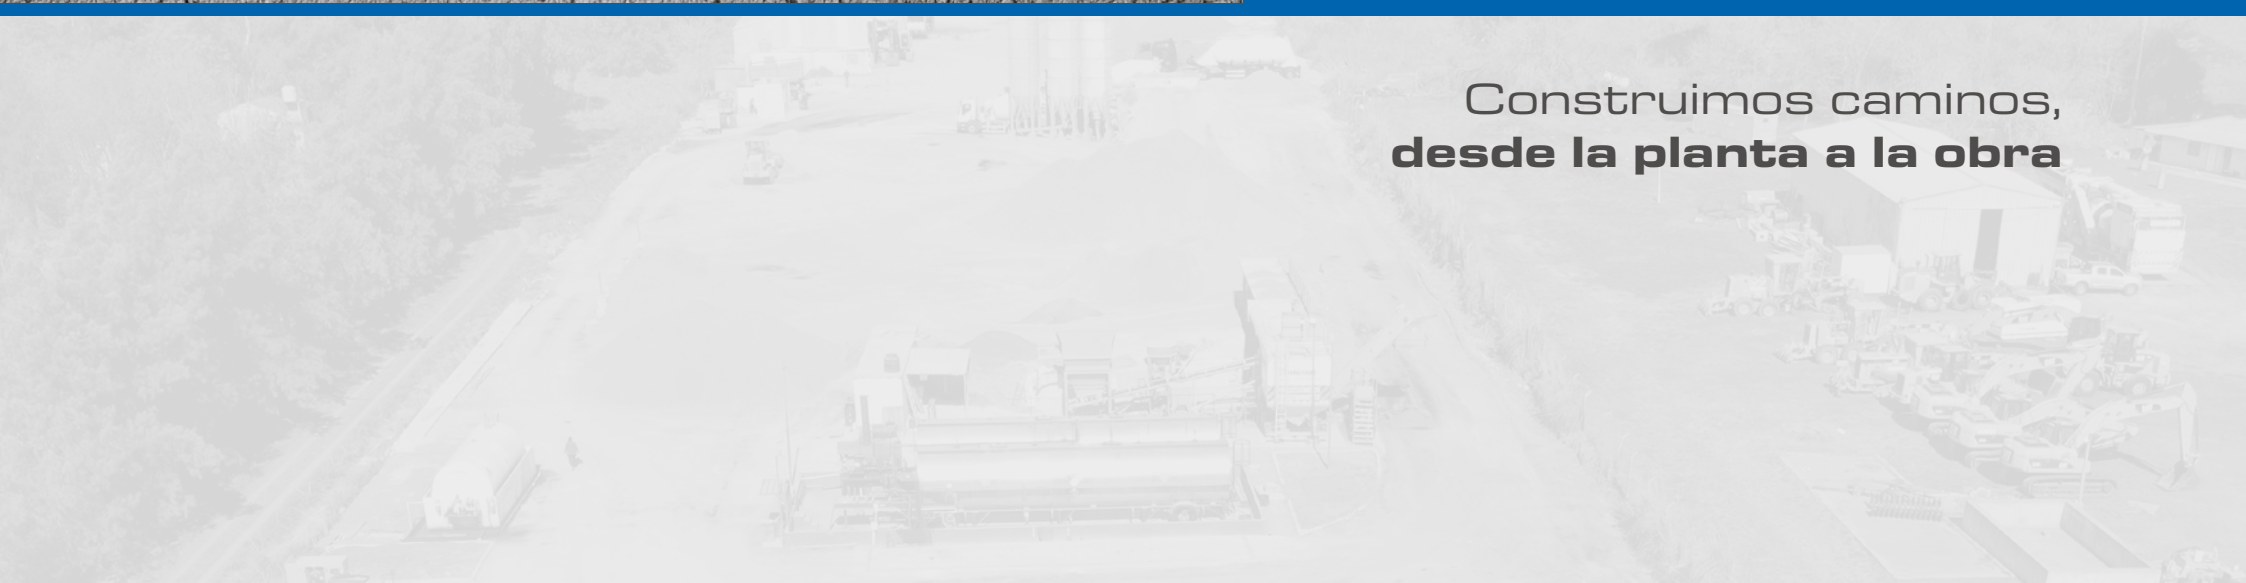 Construimos caminos,
desde la planta a la obra